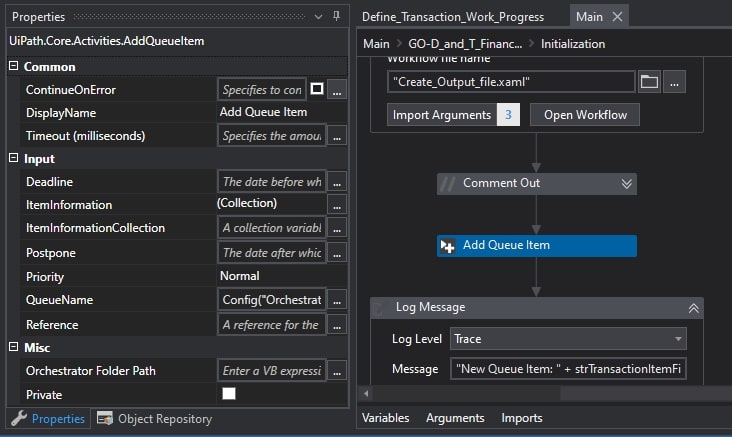 Properties
UiPath.Core.Activities.AddQueueItem
Common
ContinueOnError Specifies to con ...
DisplayName Add Queue Item
Timeout (milliseconds) Specifies the amou ...
Input
Deadline The date before wh ...
ItemInformation (Collection) ...
ItemInformationCollection A collection variabl ...
Postpone The date after whic ...
Priority Normal
QueueName Config("Orchestrat ...
Reference A reference for the ...
Misc
Orchestrator Folder Path Enter a VB expressi ...
Private
Properties Object Repository
Define_Transaction_Work_Progress Main
Main > GO-D_and_T_Financ... > Initialization
Workflow file name
"Create_Output_file.xaml" ...
Import Arguments 3 Open Workflow
// Comment Out
Add Queue Item
Log Message
Log Level Trace
Message "New Queue Item: " + strTransactionItemFi
Variables Arguments Imports